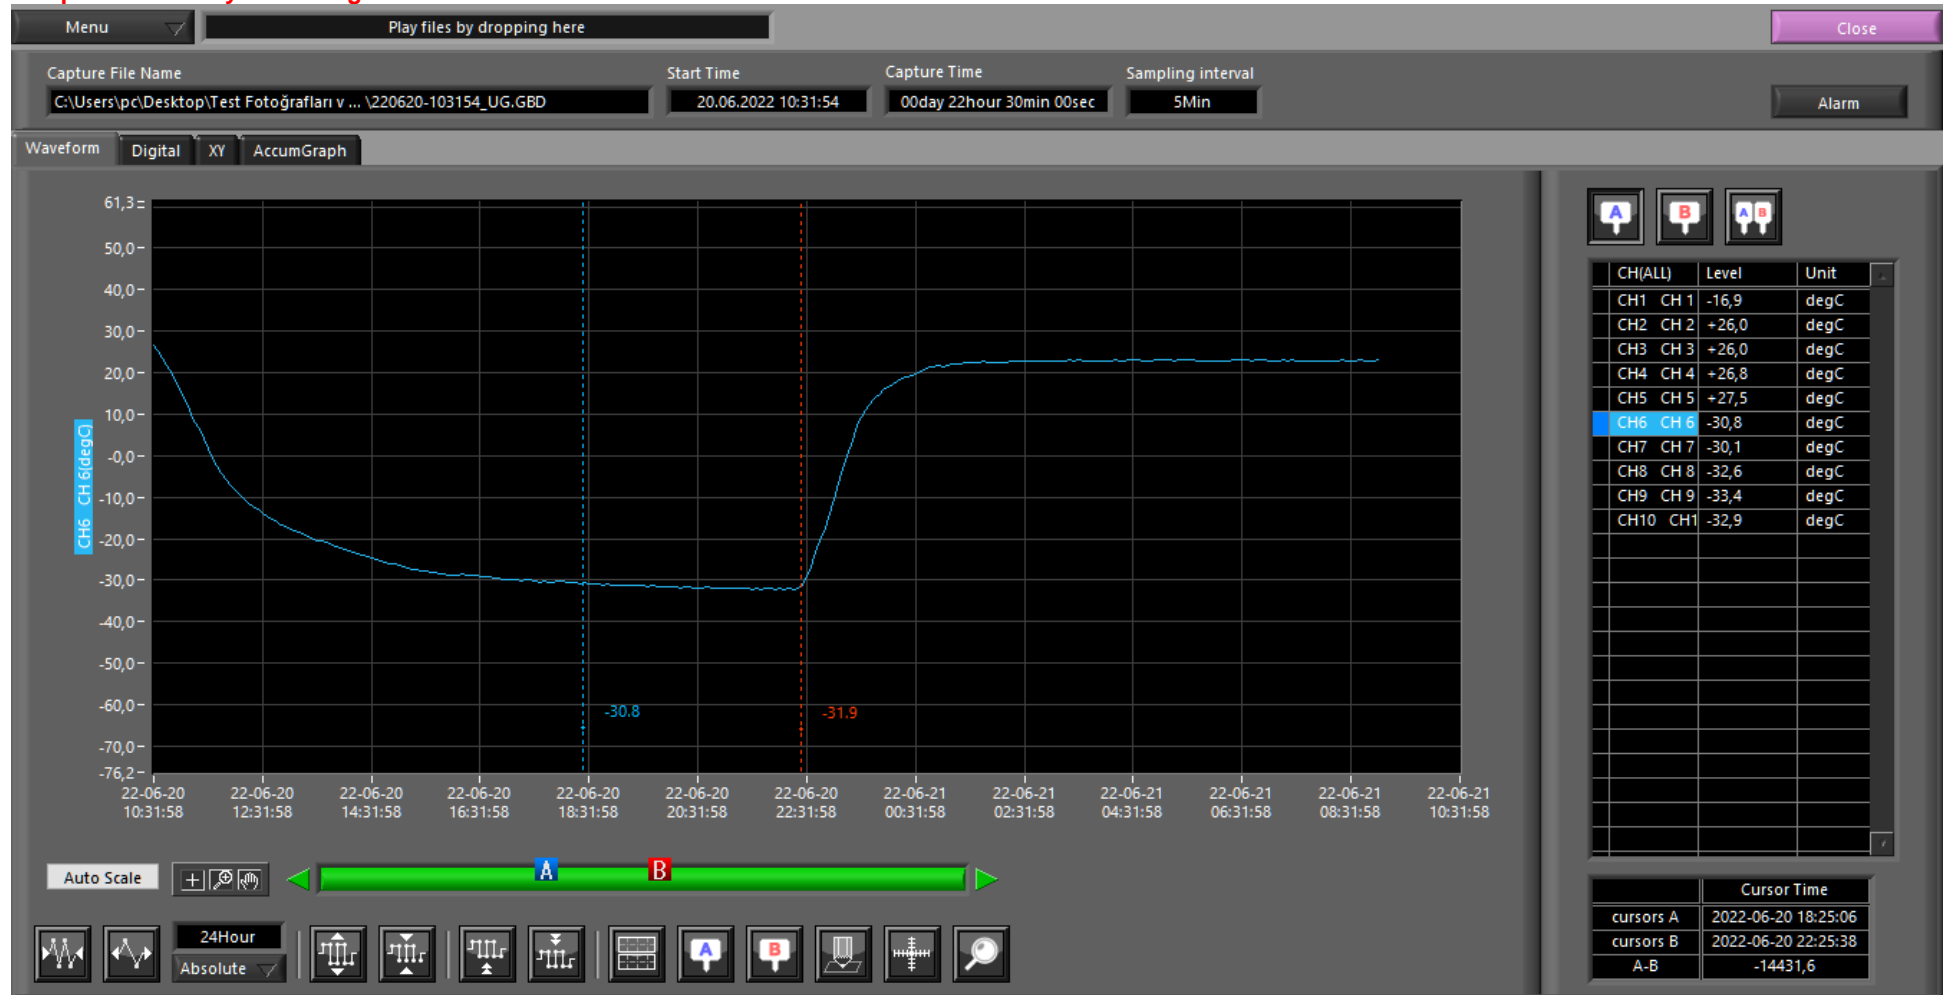 Menu
Play files by dropping here
Close
Capture File Name
Start Time
Capture Time
Sampling interval
C:\Users\pc\Desktop\Test Fotoğrafları v ... \220620-103154_UG.GBD
20.06.2022 10:31:54
00day 22hour 30min 00sec
5Min
Alarm
Waveform
Digital
XY
AccumGraph
61,3
50,0
40,0
30,0
20,0
10,0
-0,0
-10,0
-20,0
-30,0
-40,0
-50,0
-60,0
-70,0
-76,2
CH6 CH 6(degC)
-30.8
-31.9
22-06-20 10:31:58
22-06-20 12:31:58
22-06-20 14:31:58
22-06-20 16:31:58
22-06-20 18:31:58
22-06-20 20:31:58
22-06-20 22:31:58
22-06-21 00:31:58
22-06-21 02:31:58
22-06-21 04:31:58
22-06-21 06:31:58
22-06-21 08:31:58
22-06-21 10:31:58
A
B
A B
CH(ALL) Level Unit
CH1 CH 1 -16,9 degC
CH2 CH 2 +26,0 degC
CH3 CH 3 +26,0 degC
CH4 CH 4 +26,8 degC
CH5 CH 5 +27,5 degC
CH6 CH 6 -30,8 degC
CH7 CH 7 -30,1 degC
CH8 CH 8 -32,6 degC
CH9 CH 9 -33,4 degC
CH10 CH1 -32,9 degC
Auto Scale
A
B
24Hour
Absolute
A
B
Cursor Time
cursors A 2022-06-20 18:25:06
cursors B 2022-06-20 22:25:38
A-B -14431,6